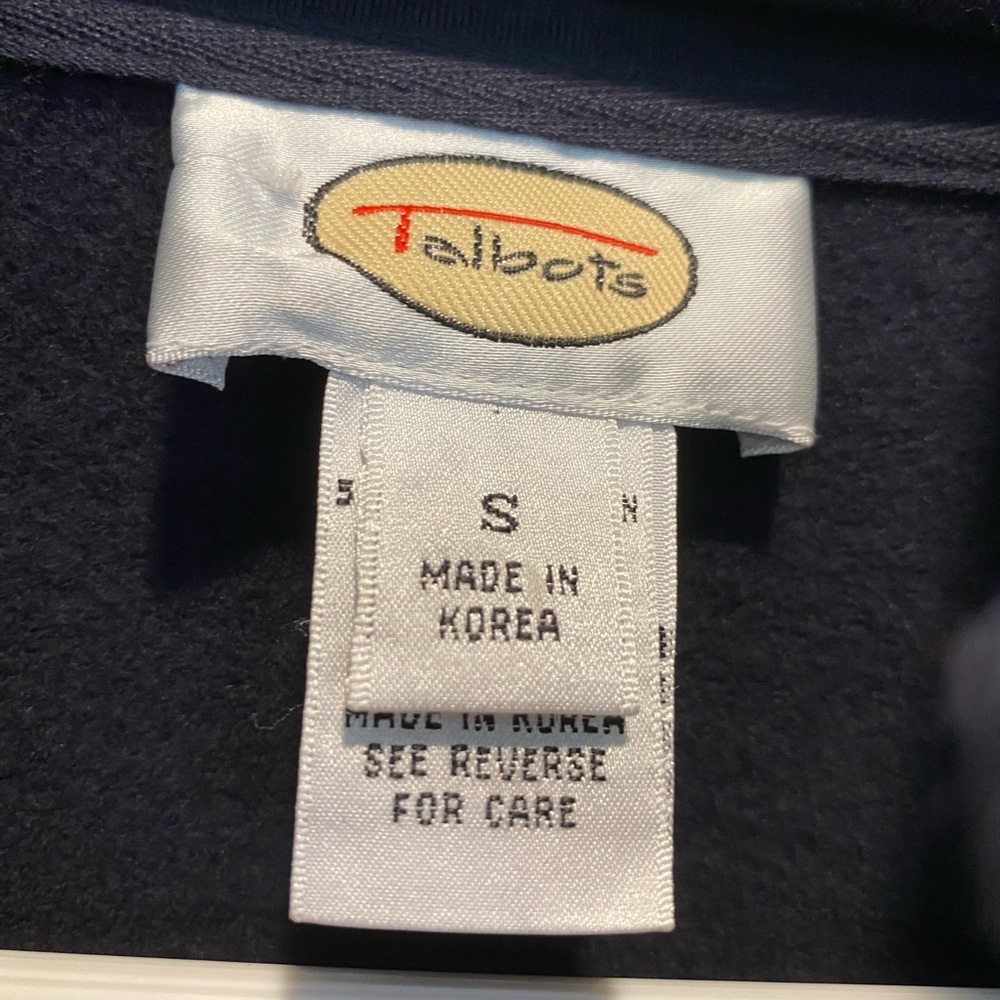 Talbots
S
MADE IN
KOREA
MADE IN KOREA
SEE REVERSE
FOR CARE